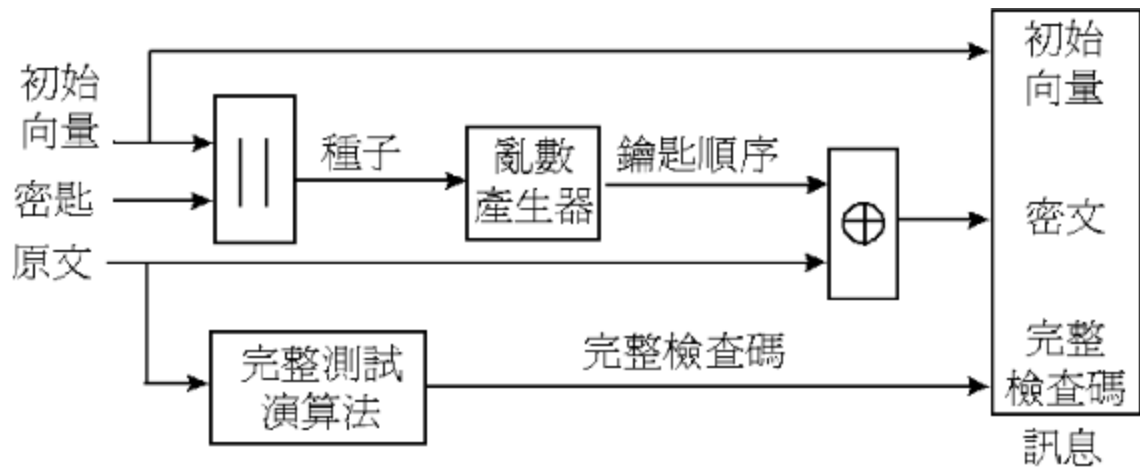 初始
向量
密匙
原文
| |
種子
亂數
產生器
鑰匙順序
⊕
完整測試
演算法
完整檢查碼
初始
向量
密文
完整
檢查碼
訊息